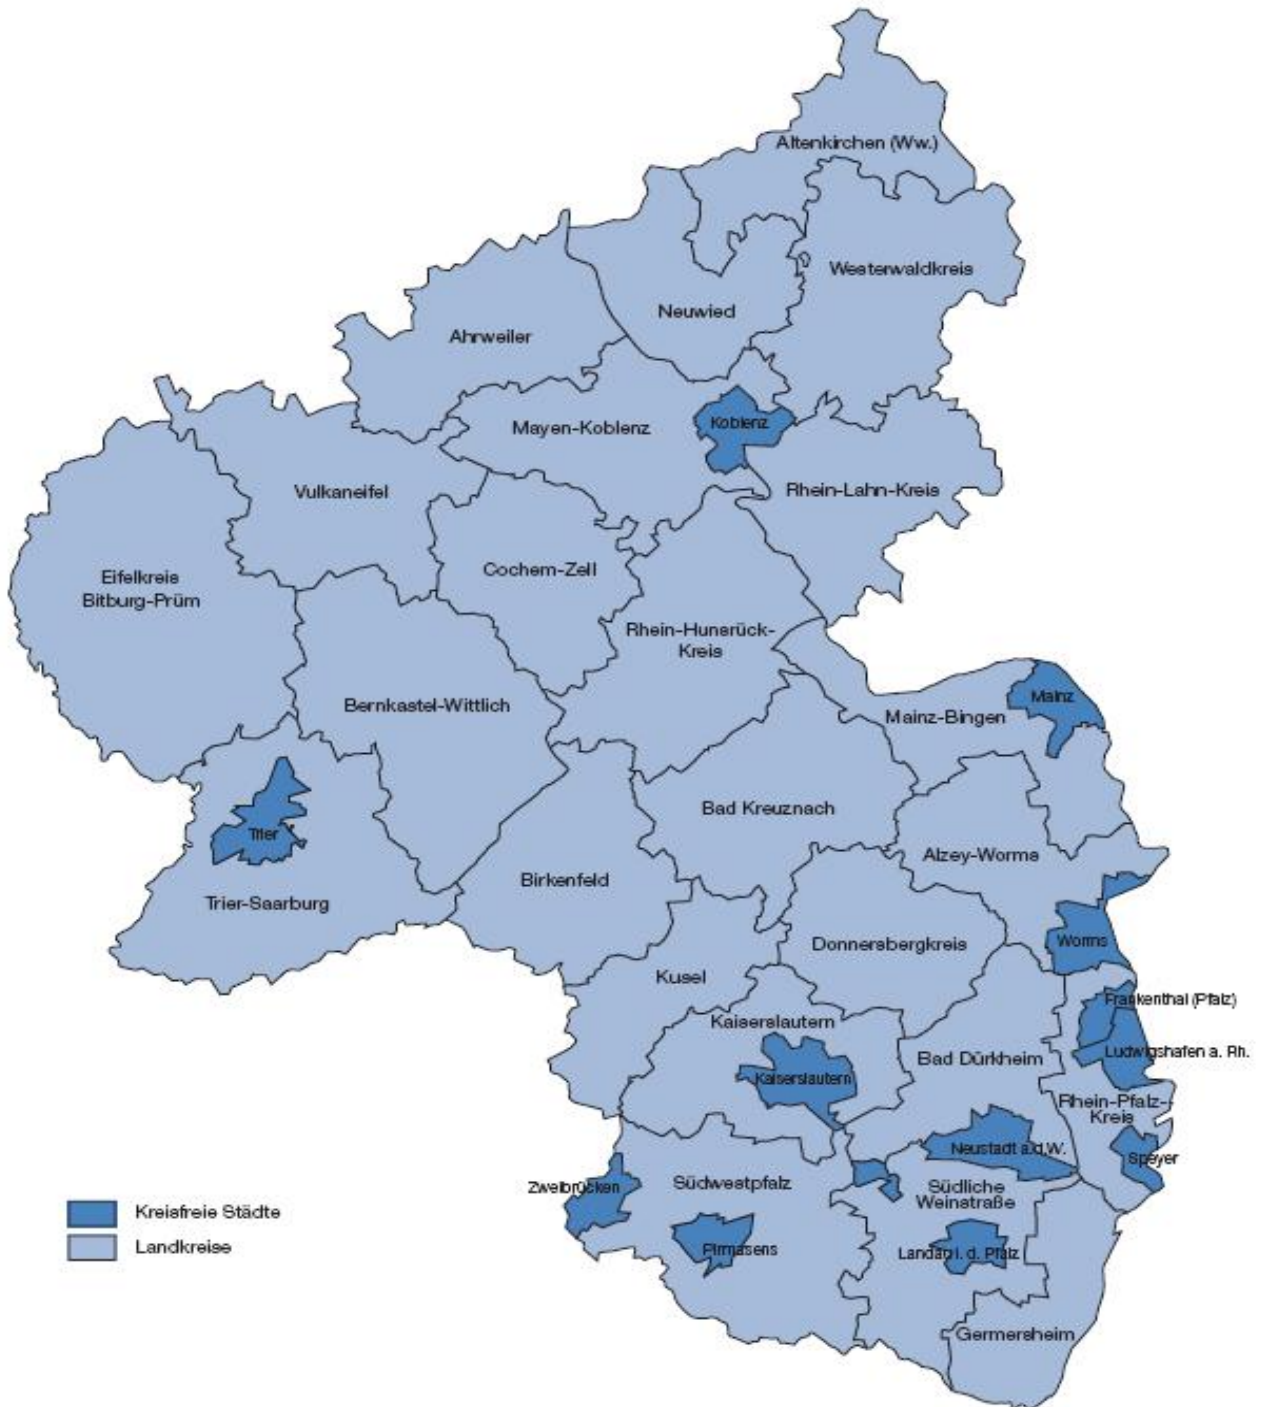 Altenkirchen (Ww.)
Westerwaldkreis
Neuwied
Ahrweiler
Mayen-Koblenz
Koblenz
Vulkaneifel
Rhein-Lahn-Kreis
Cochem-Zell
Eifelkreis
Bitburg-Prüm
Rhein-Hunsrück-
Kreis
Mainz
Bernkastel-Wittlich
Mainz-Bingen
Bad Kreuznach
Trier
Alzey-Worms
Birkenfeld
Trier-Saarburg
Worms
Donnersbergkreis
Kusel
Frankenthal (Pfalz)
Kaiserslautern
Ludwigshafen a. Rh.
Bad Dürkheim
Kaiserslautern
Rhein-Pfalz-
Kreis
Neustadt a.d.W.
Speyer
Südwestpfalz
Zweibrücken
Südliche
Weinstraße
Kreisfreie Städte
Landkreise
Pirmasens
Landau i. d. Pfalz
Germersheim